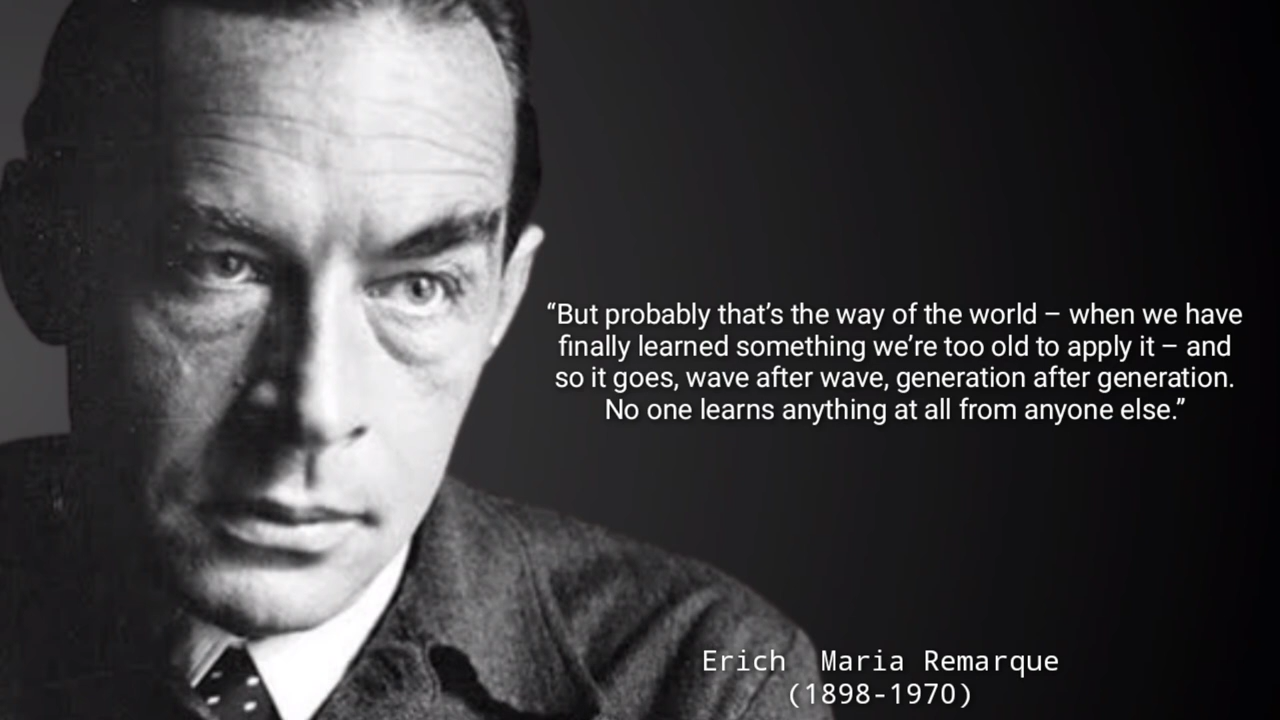 “But probably that’s the way of the world – when we have
finally learned something we’re too old to apply it – and
so it goes, wave after wave, generation after generation.
No one learns anything at all from anyone else.”
Erich  Maria Remarque
(1898-1970)